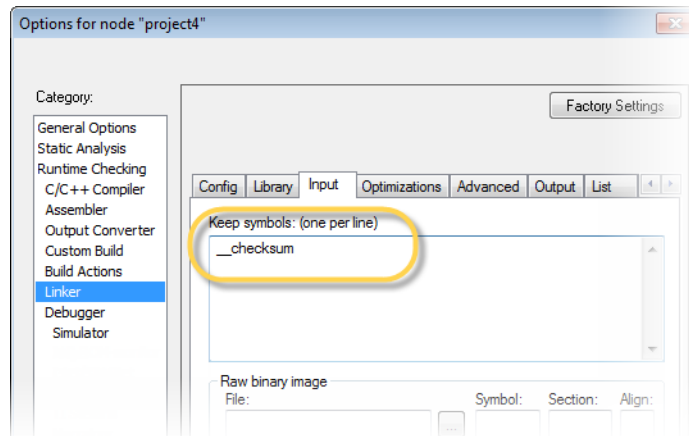 Options for node "project4"
Category:
Factory Settings
General Options
Static Analysis
Runtime Checking
C/C++ Compiler
Assembler
Output Converter
Custom Build
Build Actions
Linker
Debugger
Simulator
Config Library Input Optimizations Advanced Output List
Keep symbols: (one per line)
__checksum
Raw binary image
File: Symbol: Section: Align:
...